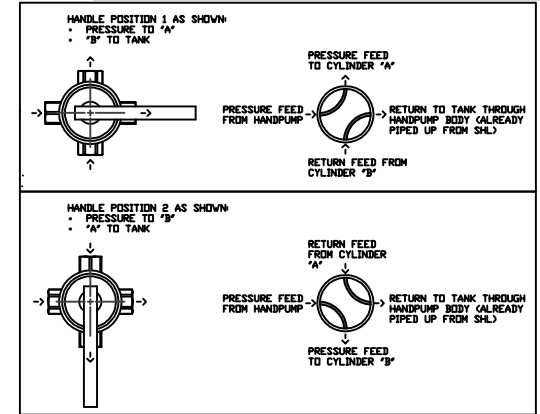 HANDLE POSITION 1 AS SHOWN:
• PRESSURE TO "A"
• "B" TO TANK
PRESSURE FEED
TO CYLINDER "A"
PRESSURE FEED
FROM HANDPUMP
RETURN TO TANK THROUGH
HANDPUMP BODY (ALREADY
PIPED UP FROM SHL)
RETURN FEED FROM
CYLINDER "B"
HANDLE POSITION 2 AS SHOWN:
• PRESSURE TO "B"
• "A" TO TANK
RETURN FEED
FROM CYLINDER
"A"
PRESSURE FEED
FROM HANDPUMP
RETURN TO TANK THROUGH
HANDPUMP BODY (ALREADY
PIPED UP FROM SHL)
PRESSURE FEED
TO CYLINDER "B"